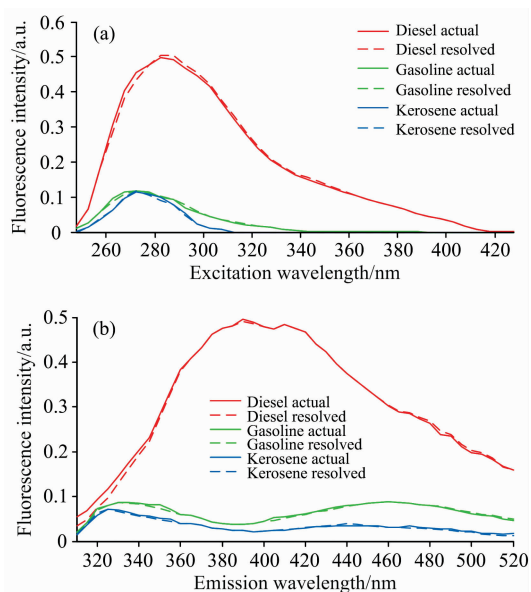 (a)
Diesel actual
Diesel resolved
Gasoline actual
Gasoline resolved
Kerosene actual
Kerosene resolved
Fluorescence intensity/a.u.
0.6
0.5
0.4
0.3
0.2
0.1
0
260 280 300 320 340 360 380 400 420
Excitation wavelength/nm
(b)
Diesel actual
Diesel resolved
Gasoline actual
Gasoline resolved
Kerosene actual
Kerosene resolved
Fluorescence intensity/a.u.
0.5
0.4
0.3
0.2
0.1
0
320 340 360 380 400 420 440 460 480 500 520
Emission wavelength/nm